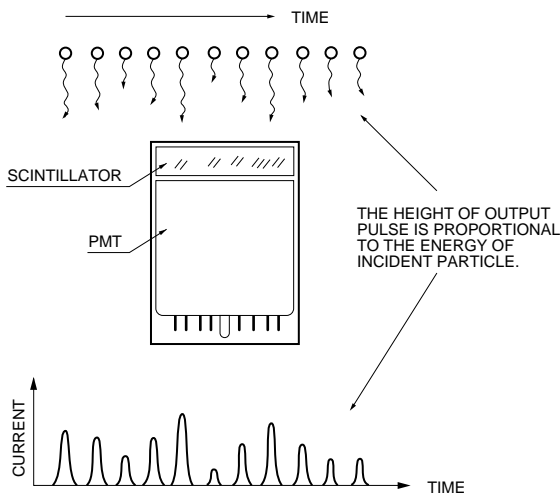 TIME
SCINTILLATOR
PMT
THE HEIGHT OF OUTPUT
PULSE IS PROPORTIONAL
TO THE ENERGY OF
INCIDENT PARTICLE.
CURRENT
TIME